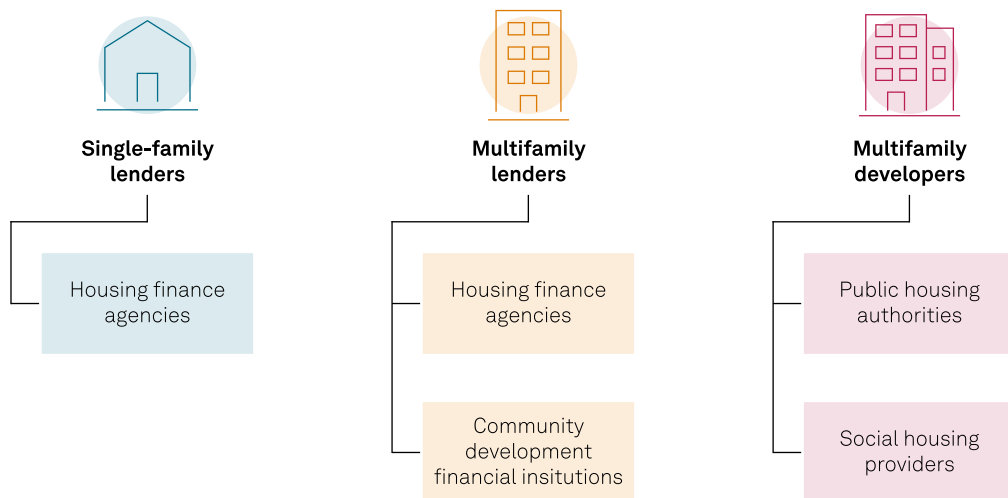 Single-family
lenders
Housing finance
agencies
Multifamily
lenders
Housing finance
agencies
Community
development
financial insitutions
Multifamily
developers
Public housing
authorities
Social housing
providers